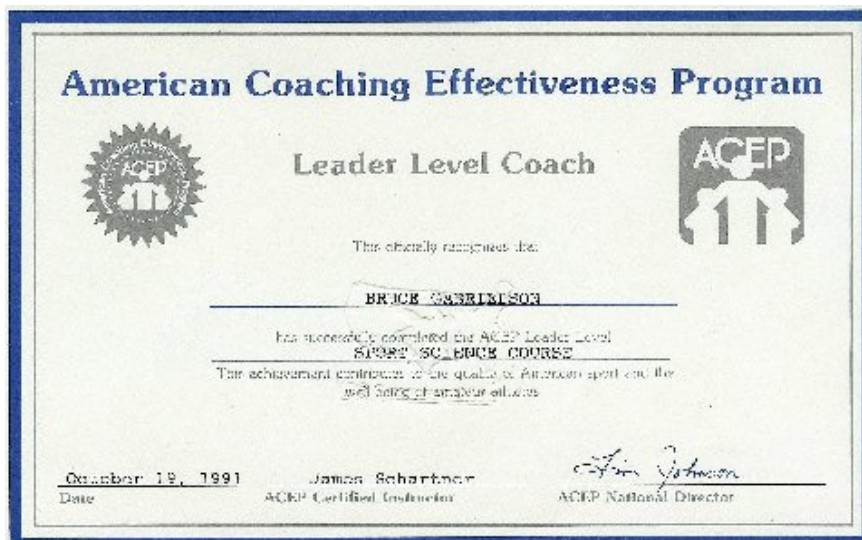 American Coaching Effectiveness Program
ACEP
Leader Level Coach
ACEP
This officially recognizes that
BRUCE
has successfully completed the ACEP Leader Level
SPORT SCIENCE COURSE
This achievement contributes to the quality of American sport and the
well being of amateur athletes
October 19, 1991
James
Tim Johnson
Date
ACEP Certified Instructor
ACEP National Director